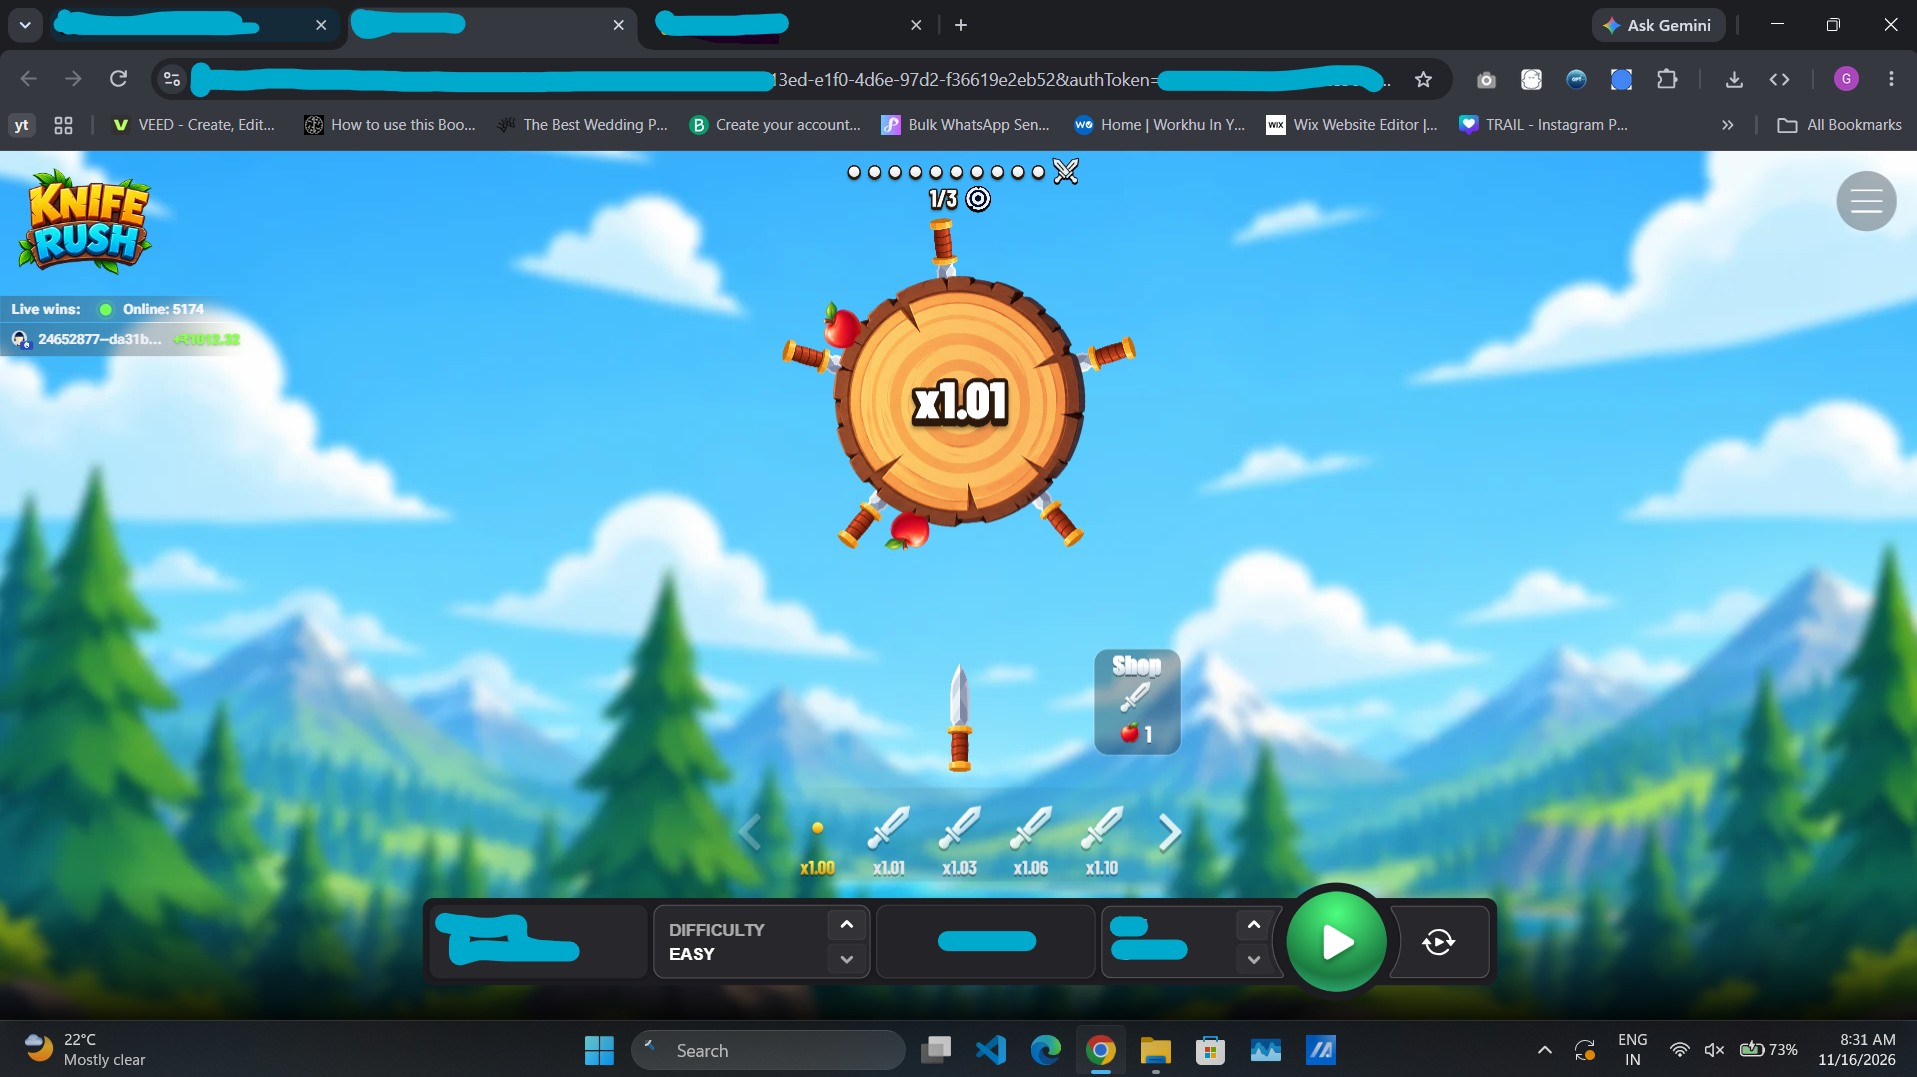 Ask Gemini
13ed-e1f0-4d6e-97d2-f36619e2eb52&authToken=
G
yt
VEED - Create, Edit...
How to use this Boo...
The Best Wedding P...
B
Create your account...
Bulk WhatsApp Sen...
Home | Workhu In Y...
WIX
Wix Website Editor |...
TRAIL - Instagram P...
All Bookmarks
KNIFE
RUSH
1/3
Live wins:
Online: 5174
24652877--da31b...
x1.01
Shop
1
x1.00
x1.01
x1.03
x1.06
x1.10
DIFFICULTY
EASY
22°C
Mostly clear
Search
ENG
IN
73%
8:31 AM
11/16/2026